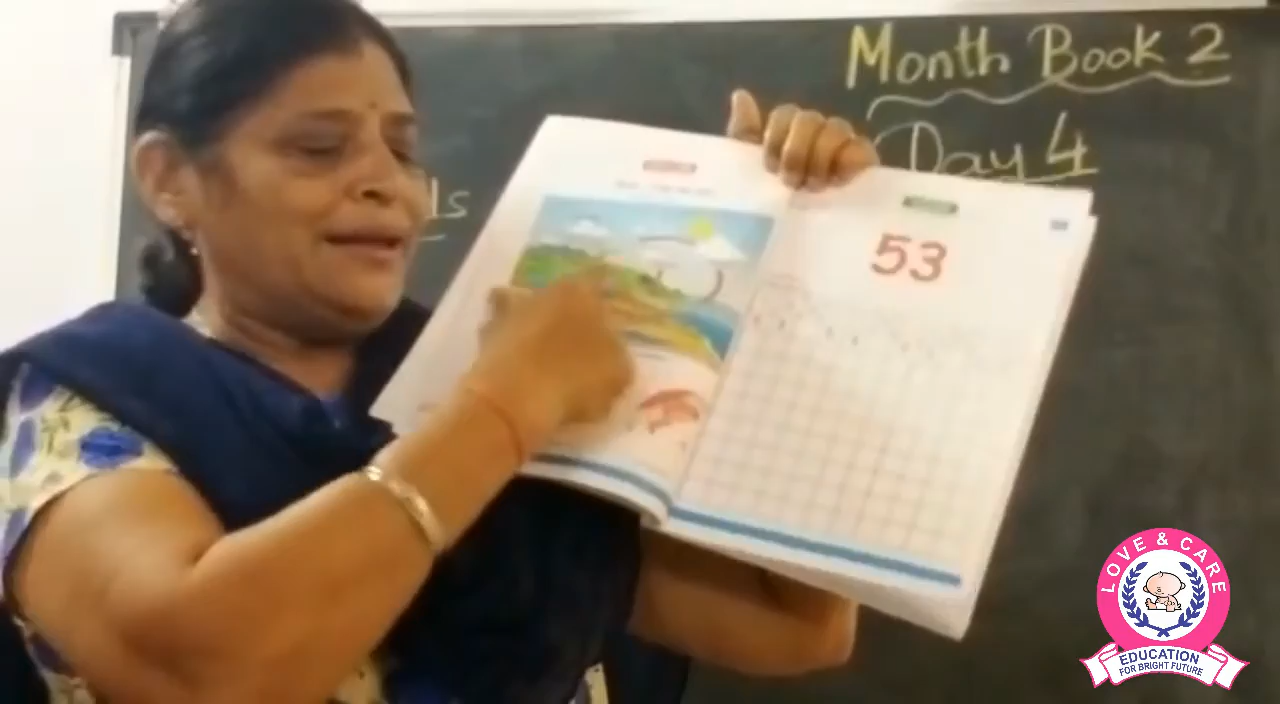 Month Book 2
Day 4
ls
53
LOVE & CARE
EDUCATION
FOR BRIGHT FUTURE